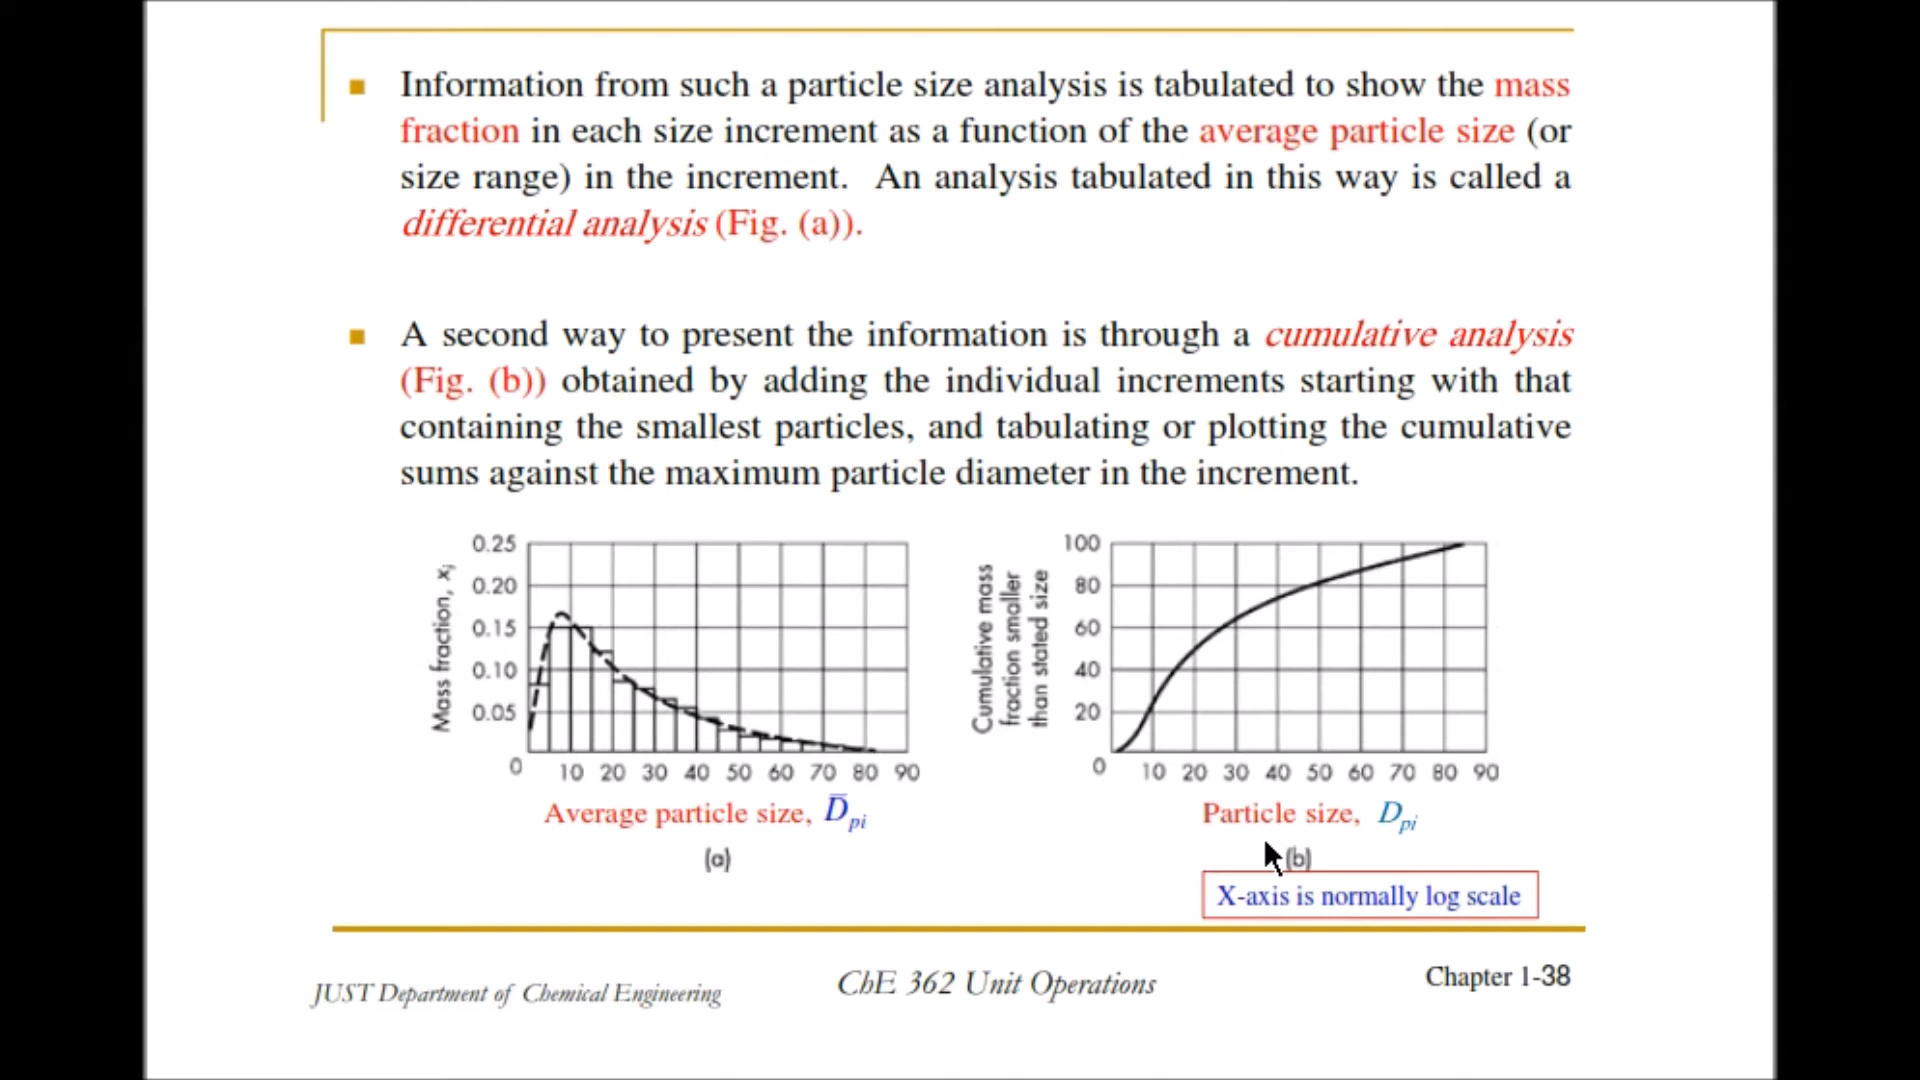 Information from such a particle size analysis is tabulated to show the mass
fraction in each size increment as a function of the average particle size (or
size range) in the increment. An analysis tabulated in this way is called a
differential analysis (Fig. (a)).
A second way to present the information is through a cumulative analysis
(Fig. (b)) obtained by adding the individual increments starting with that
containing the smallest particles, and tabulating or plotting the cumulative
sums against the maximum particle diameter in the increment.
Mass fraction, xᵢ
0.25
0.20
0.15
0.10
0.05
0
10 20 30 40 50 60 70 80 90
Average particle size, D̅pi
(a)
Cumulative mass
fraction smaller
than stated size
100
80
60
40
20
0
10 20 30 40 50 60 70 80 90
Particle size, Dpi
(b)
X-axis is normally log scale
JUST Department of Chemical Engineering
ChE 362 Unit Operations
Chapter 1-38